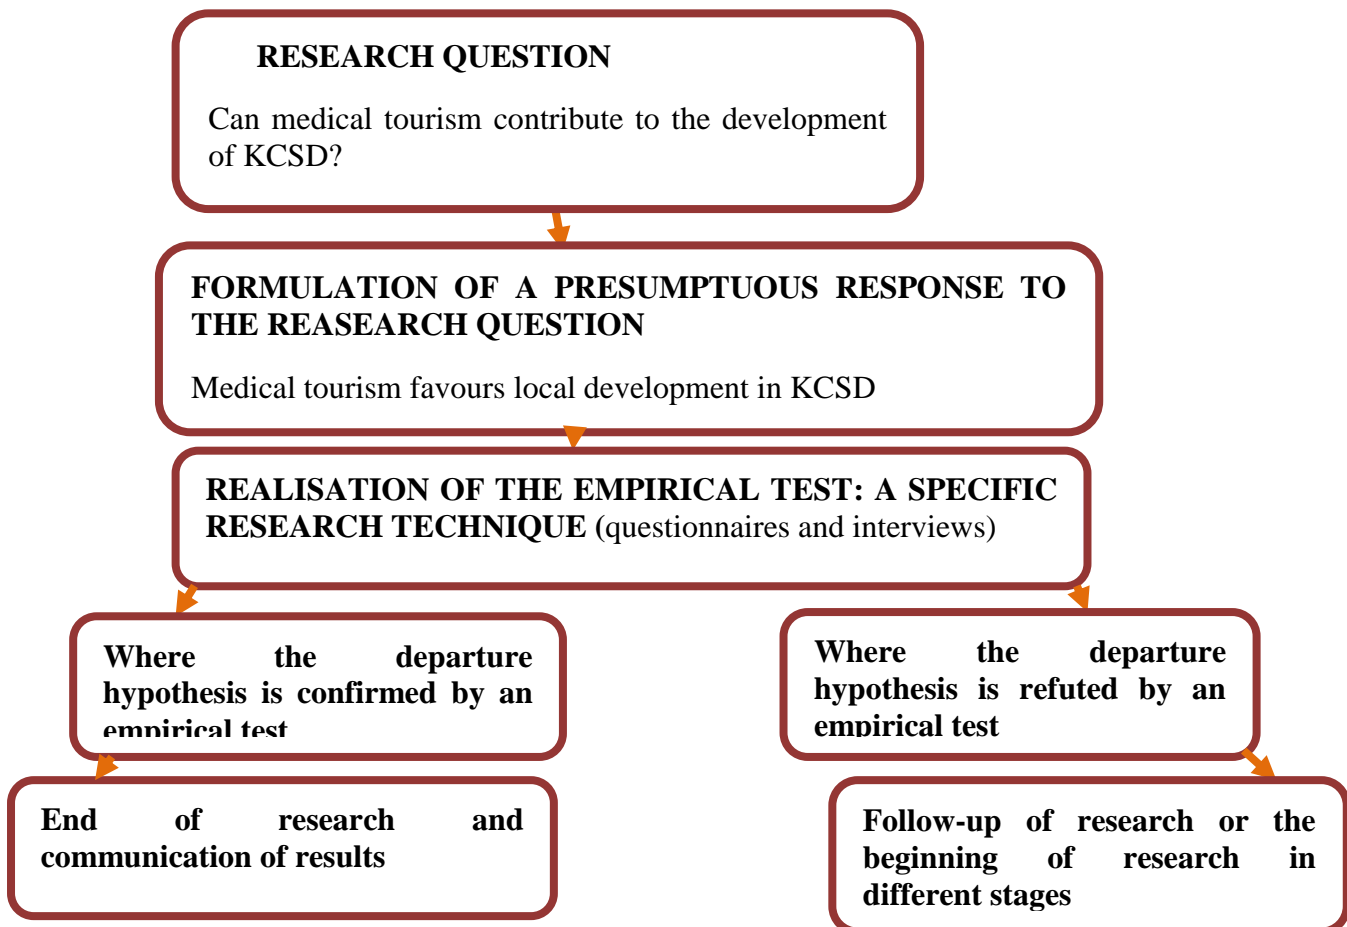 RESEARCH QUESTION
Can medical tourism contribute to the development
of KCSD?
FORMULATION OF A PRESUMPTUOUS RESPONSE TO
THE REASEARCH QUESTION
Medical tourism favours local development in KCSD
REALISATION OF THE EMPIRICAL TEST: A SPECIFIC
RESEARCH TECHNIQUE (questionnaires and interviews)
Where the departure
hypothesis is confirmed by an
empirical test
Where the departure
hypothesis is refuted by an
empirical test
End of research and
communication of results
Follow-up of research or the
beginning of research in
different stages